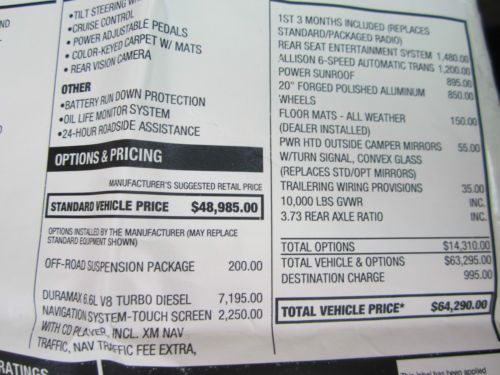 •TILT STEERING W
•CRUISE CONTROL
•POWER ADJUSTABLE PEDALS
•COLOR-KEYED CARPET W/ MATS
•REAR VISION CAMERA
OTHER
•BATTERY RUN DOWN PROTECTION
•OIL LIFE MONITOR SYSTEM
•24-HOUR ROADSIDE ASSISTANCE
OPTIONS & PRICING
MANUFACTURER'S SUGGESTED RETAIL PRICE
STANDARD VEHICLE PRICE $48,985.00
OPTIONS INSTALLED BY THE MANUFACTURER (MAY REPLACE
STANDARD EQUIPMENT SHOWN)
OFF-ROAD SUSPENSION PACKAGE 200.00
DURAMAX 6.6L V8 TURBO DIESEL 7,195.00
NAVIGATION SYSTEM-TOUCH SCREEN 2,250.00
WITH CD PLAYER, INCL. XM NAV
TRAFFIC, NAV TRAFFIC FEE EXTRA,
1ST 3 MONTHS INCLUDED (REPLACES
STANDARD/PACKAGED RADIO)
REAR SEAT ENTERTAINMENT SYSTEM 1,480.00
ALLISON 6-SPEED AUTOMATIC TRANS 1,200.00
POWER SUNROOF 895.00
20" FORGED POLISHED ALUMINUM 850.00
WHEELS
FLOOR MATS - ALL WEATHER 150.00
(DEALER INSTALLED)
PWR HTD OUTSIDE CAMPER MIRRORS 55.00
W/TURN SIGNAL, CONVEX GLASS
(REPLACES STD/OPT MIRRORS)
TRAILERING WIRING PROVISIONS 35.00
10,000 LBS GVWR INC.
3.73 REAR AXLE RATIO INC.
TOTAL OPTIONS $14,310.00
TOTAL VEHICLE & OPTIONS $63,295.00
DESTINATION CHARGE 995.00
TOTAL VEHICLE PRICE* $64,290.00
RATINGS
This label has been applied
ND